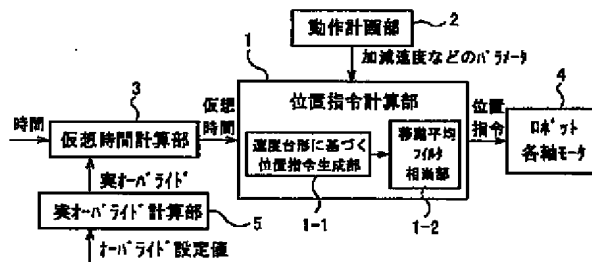 動作計画部
2
1
加減速度などのパラメータ
4
仮想
時間
位置指令計算部
位置
指令
3
時間
仮想時間計算部
ロボット
各軸モータ
速度台形に基づく
位置指令生成部
移動平均
フィルタ
相当部
実オーバライド
実オーバライド計算部
5
1-1
1-2
オーバライド設定値